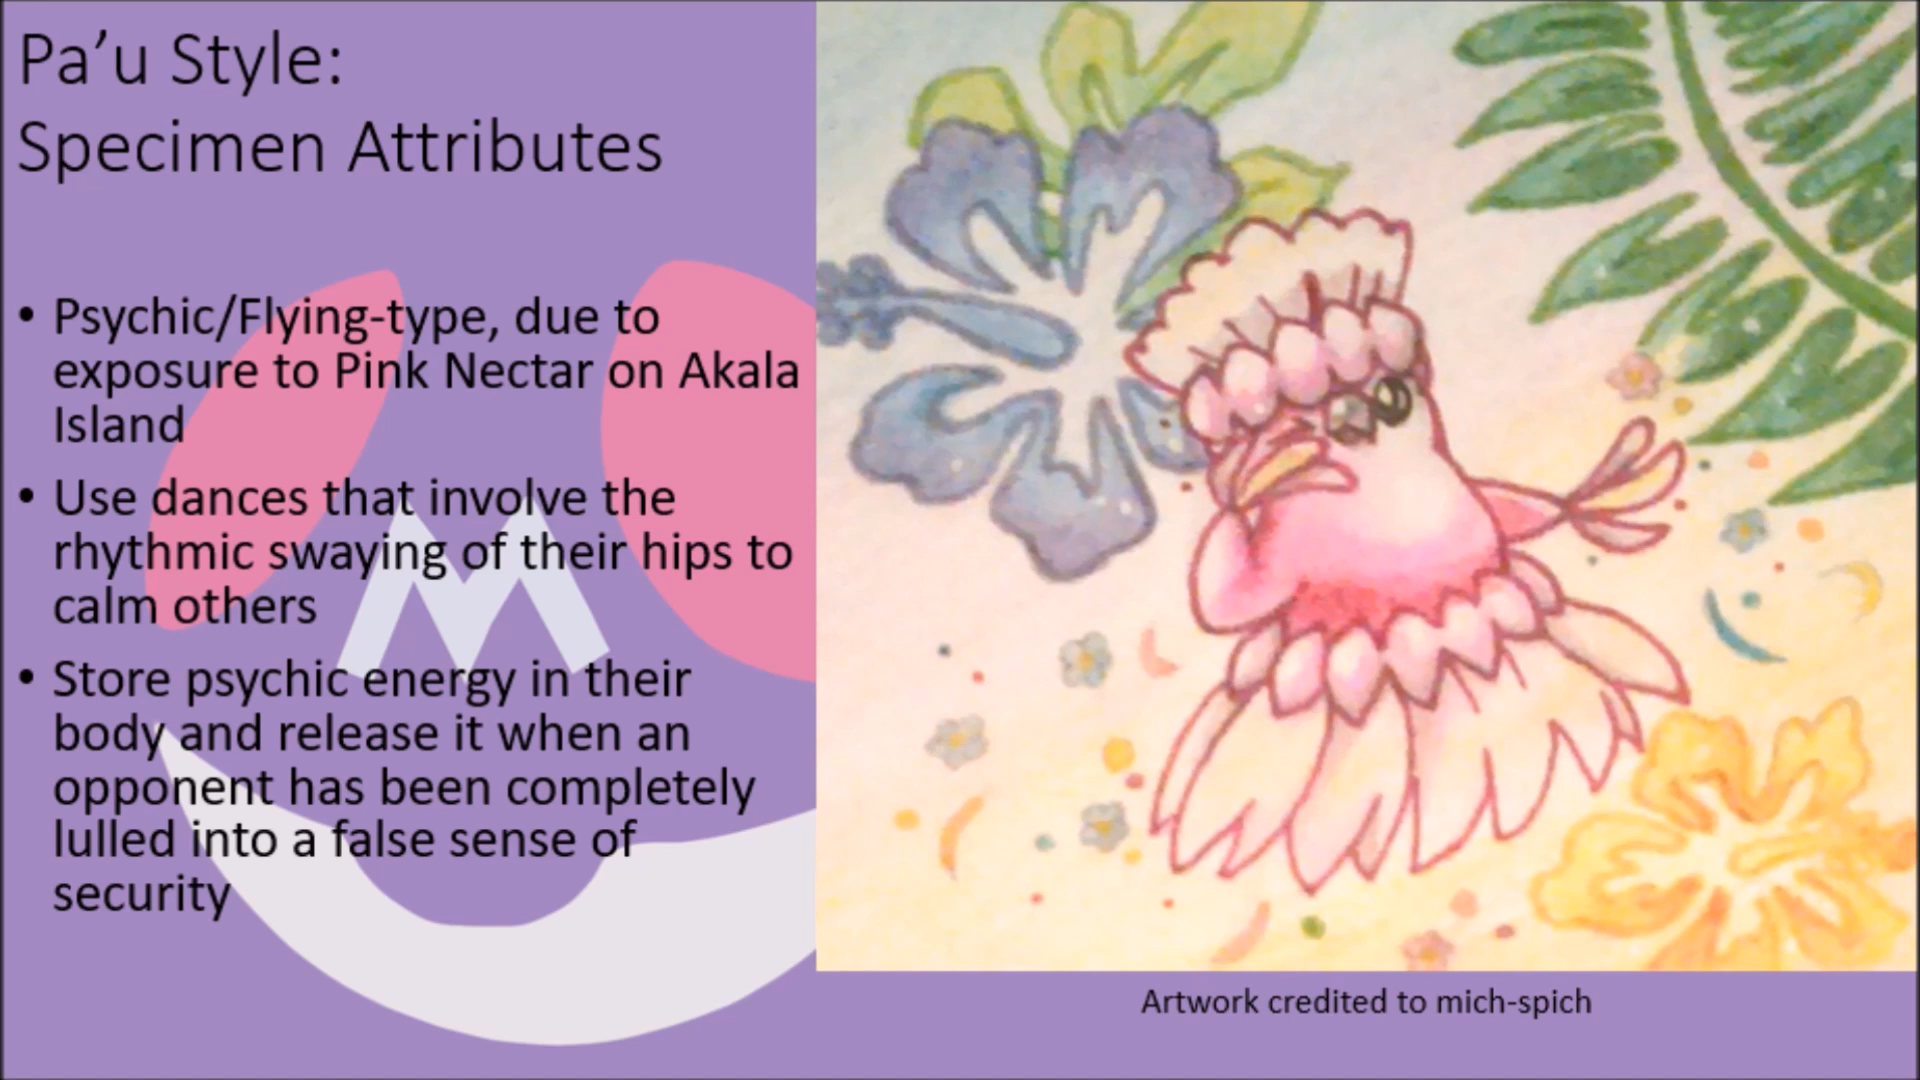 Pa’u Style:
Specimen Attributes
• Psychic/Flying-type, due to
exposure to Pink Nectar on Akala
Island
• Use dances that involve the
rhythmic swaying of their hips to
calm others
• Store psychic energy in their
body and release it when an
opponent has been completely
lulled into a false sense of
security
Artwork credited to mich-spich